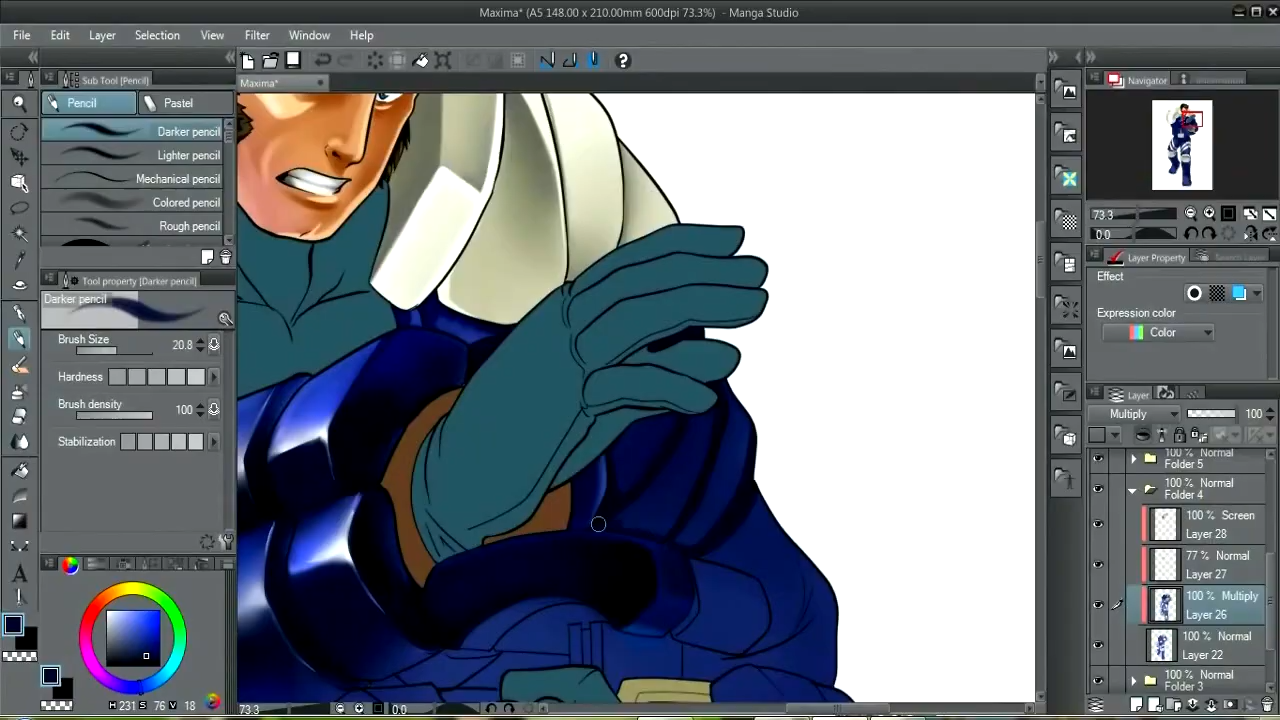 Maxima* (A5 148.00 x 210.00mm 600dpi 73.3%) - Manga Studio
File Edit Layer Selection View Filter Window Help
Sub Tool [Pencil]
Maxima*
Navigator
Information
Pencil
Pastel
Darker pencil
Lighter pencil
Mechanical pencil
Colored pencil
Rough pencil
Tool property [Darker pencil]
Darker pencil
Brush Size 20.8
Hardness
Brush density 100
Stabilization
H 231 S 76 V 18
73.3
0.0
73.3
0.0
Layer Property
Search Layer
Effect
Expression color
Color
Layer
Multiply 100
100 % Normal
Folder 5
100 % Normal
Folder 4
100 % Screen
Layer 28
77 % Normal
Layer 27
100 % Multiply
Layer 26
100 % Normal
Layer 22
100 % Normal
Folder 3